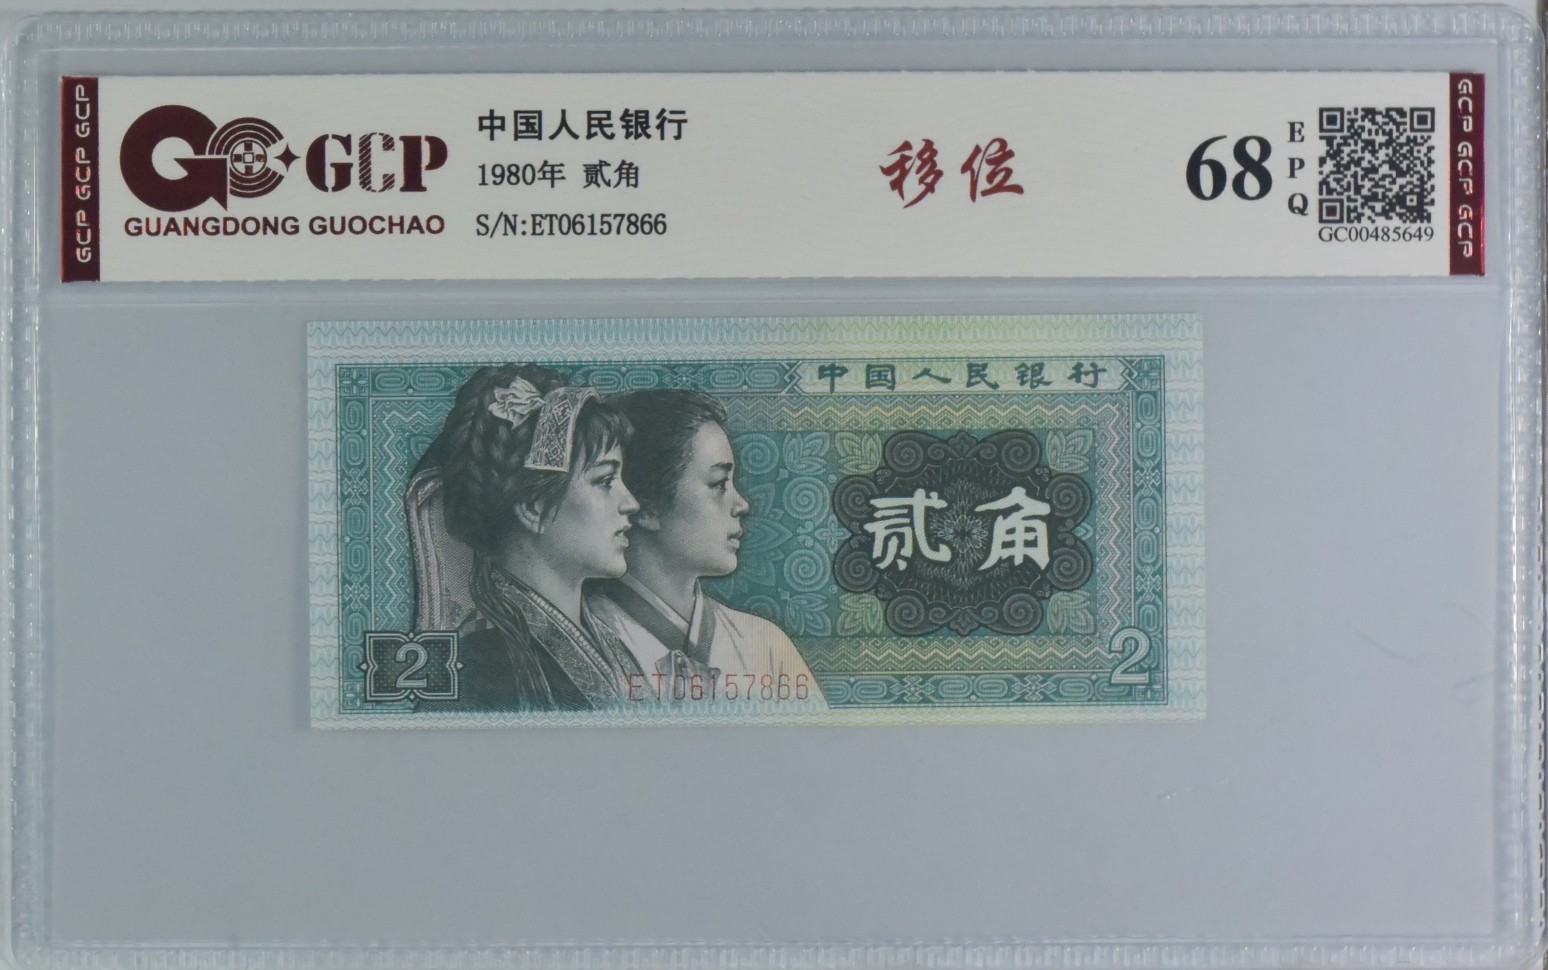 GCP GCP GCP
GCP
GUANGDONG GUOCHAO
中国人民银行
1980年 贰角
S/N:ET06157866
移位
68
EPQ
GC00485649
GCP GCP GCP
中国人民银行
贰角
2
2
ET06157866